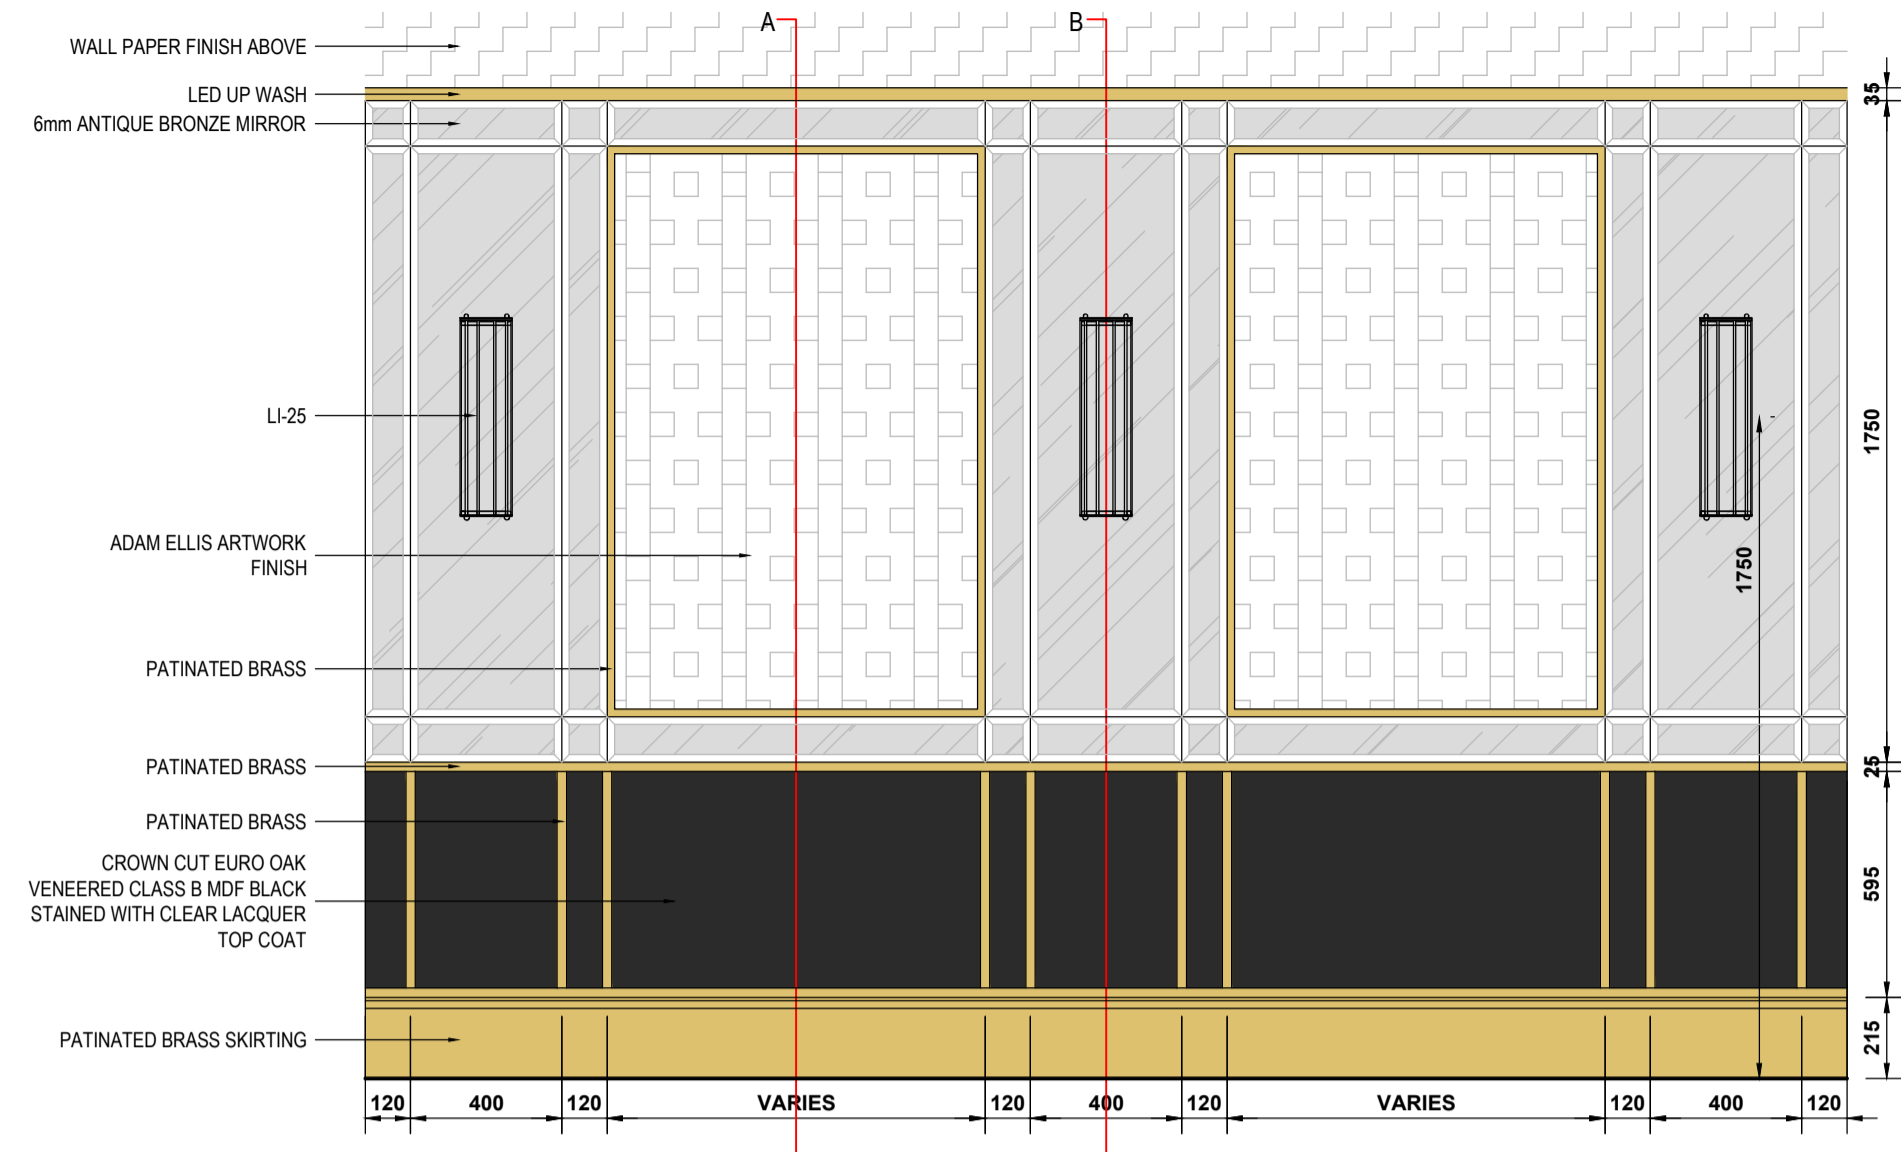 A
B
WALL PAPER FINISH ABOVE
LED UP WASH
6mm ANTIQUE BRONZE MIRROR
35
LI-25
1750
ADAM ELLIS ARTWORK
FINISH
1750
PATINATED BRASS
PATINATED BRASS
25
PATINATED BRASS
CROWN CUT EURO OAK
VENEERED CLASS B MDF BLACK
STAINED WITH CLEAR LACQUER
TOP COAT
595
PATINATED BRASS SKIRTING
215
120 400 120 VARIES 120 400 120 VARIES 120 400 120